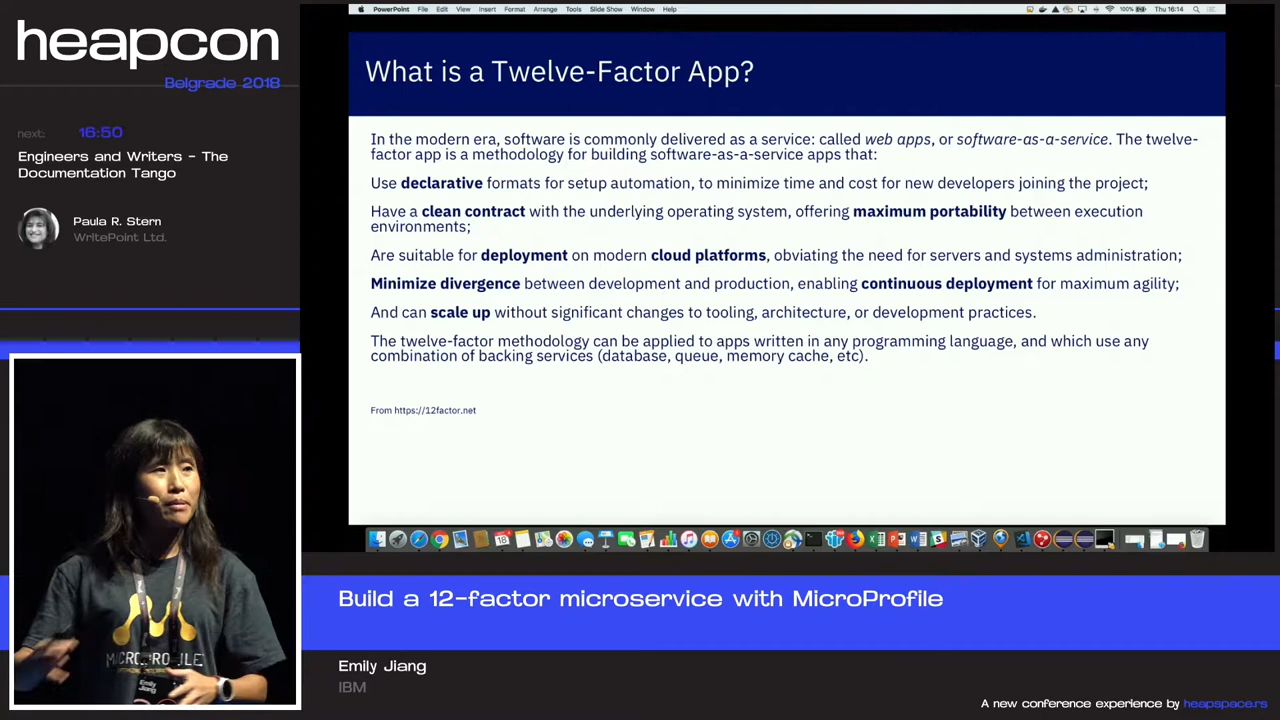 heapcon
Belgrade 2018
next: 16:50
Engineers and Writers - The
Documentation Tango
Paula R. Stern
WritePoint Ltd.
PowerPoint File Edit View Insert Format Arrange Tools Slide Show Window Help
100% Thu 16:14
What is a Twelve-Factor App?
In the modern era, software is commonly delivered as a service: called web apps, or software-as-a-service. The twelve-
factor app is a methodology for building software-as-a-service apps that:
Use declarative formats for setup automation, to minimize time and cost for new developers joining the project;
Have a clean contract with the underlying operating system, offering maximum portability between execution
environments;
Are suitable for deployment on modern cloud platforms, obviating the need for servers and systems administration;
Minimize divergence between development and production, enabling continuous deployment for maximum agility;
And can scale up without significant changes to tooling, architecture, or development practices.
The twelve-factor methodology can be applied to apps written in any programming language, and which use any
combination of backing services (database, queue, memory cache, etc).
From https://12factor.net
18
Emily
Jiang
Build a 12-factor microservice with MicroProfile
Emily Jiang
IBM
A new conference experience by heapspace.rs